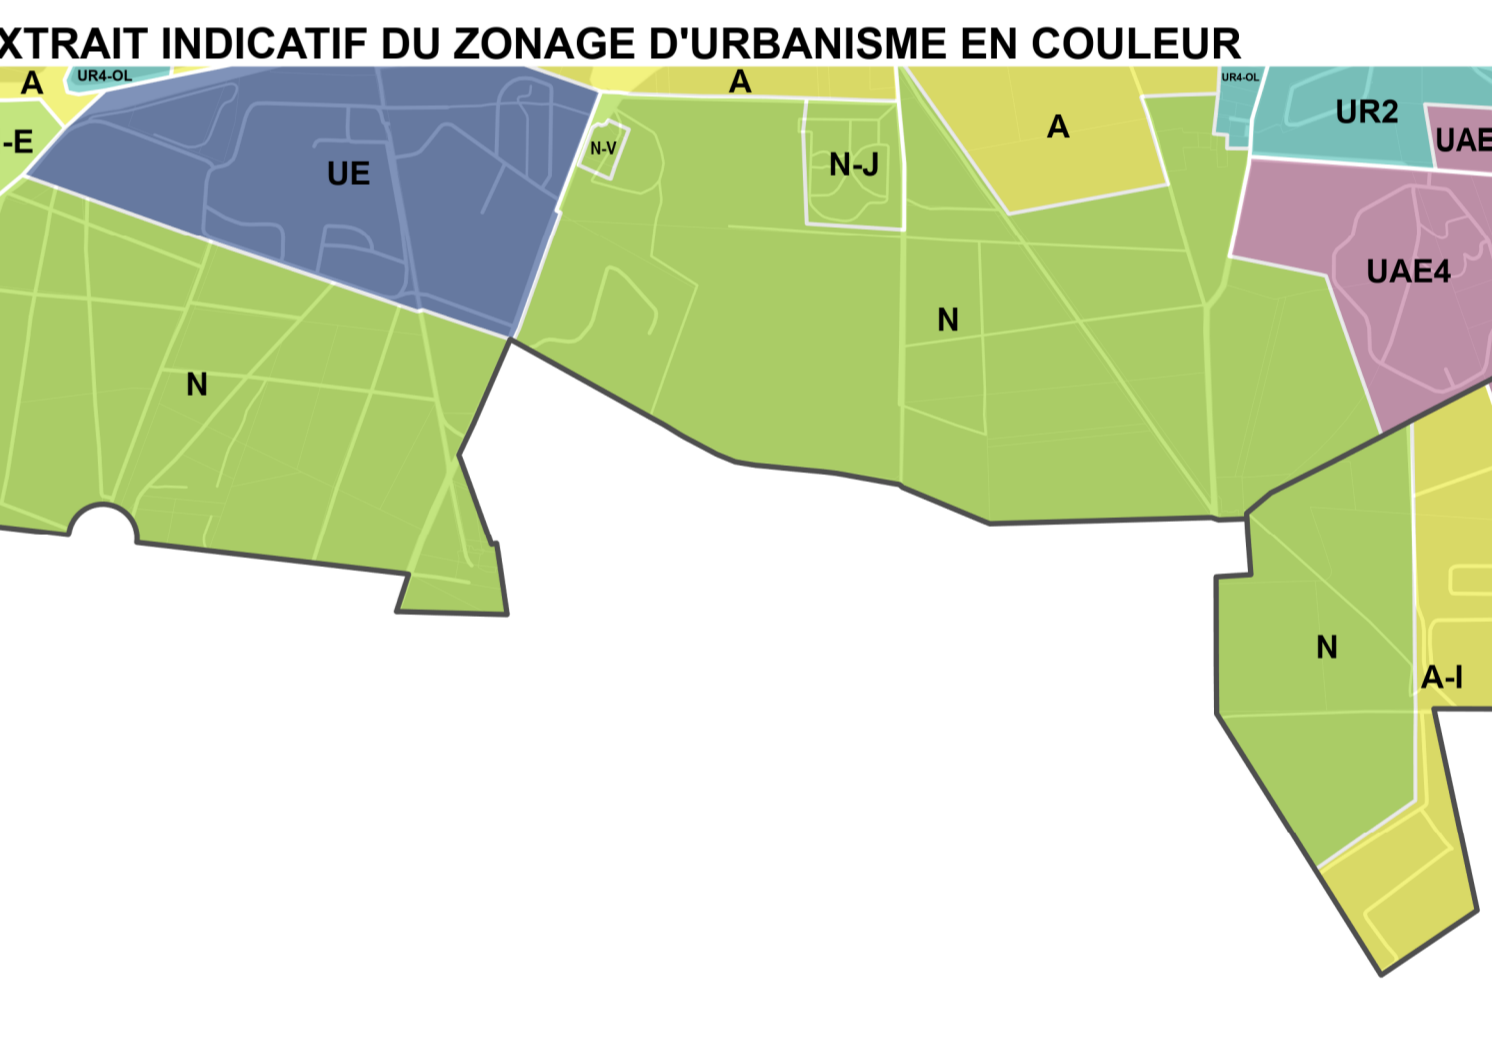 XTRAIT INDICATIF DU ZONAGE D'URBANISME EN COULEUR
A
UR4-OL
A
UR4-OL
UR2
A
-E
UAE
N-V
UE
N-J
UAE4
N
N
N
A-I